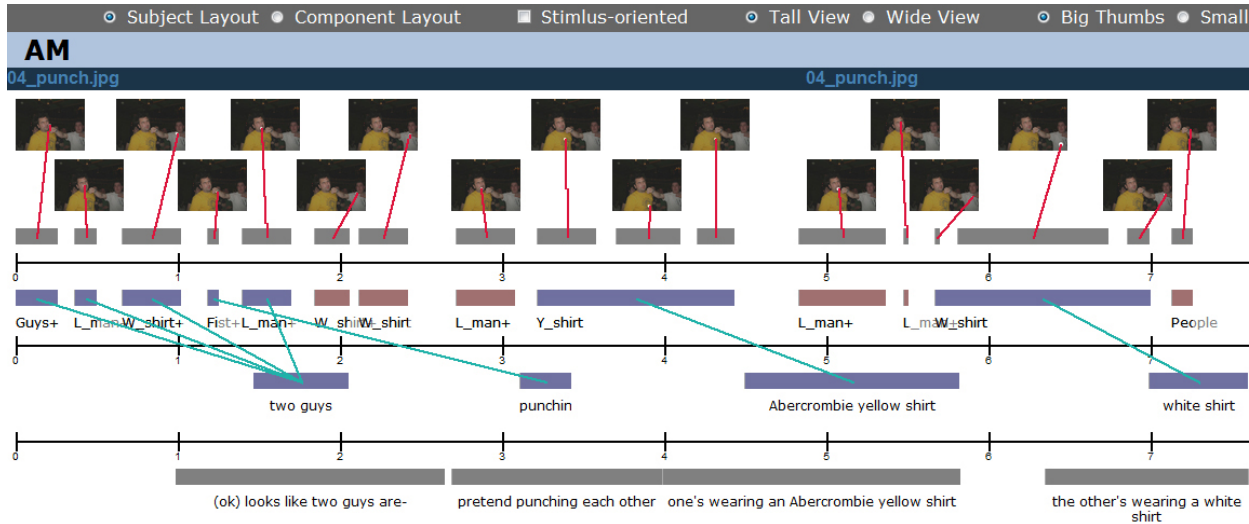 Subject Layout Component Layout Stimlus-oriented Tall View Wide View Big Thumbs Small
AM
04_punch.jpg 04_punch.jpg
0 1 2 3 4 5 6 7
Guys+ L_man W_shirt+ Fist+ L_man+ W_shirt+ W_shirt L_man+ Y_shirt L_man+ L_man+ W_shirt People
0 1 2 3 4 5 6 7
two guys punchin Abercrombie yellow shirt white shirt
0 1 2 3 4 5 6 7
(ok) looks like two guys are- pretend punching each other one's wearing an Abercrombie yellow shirt the other's wearing a white
shirt